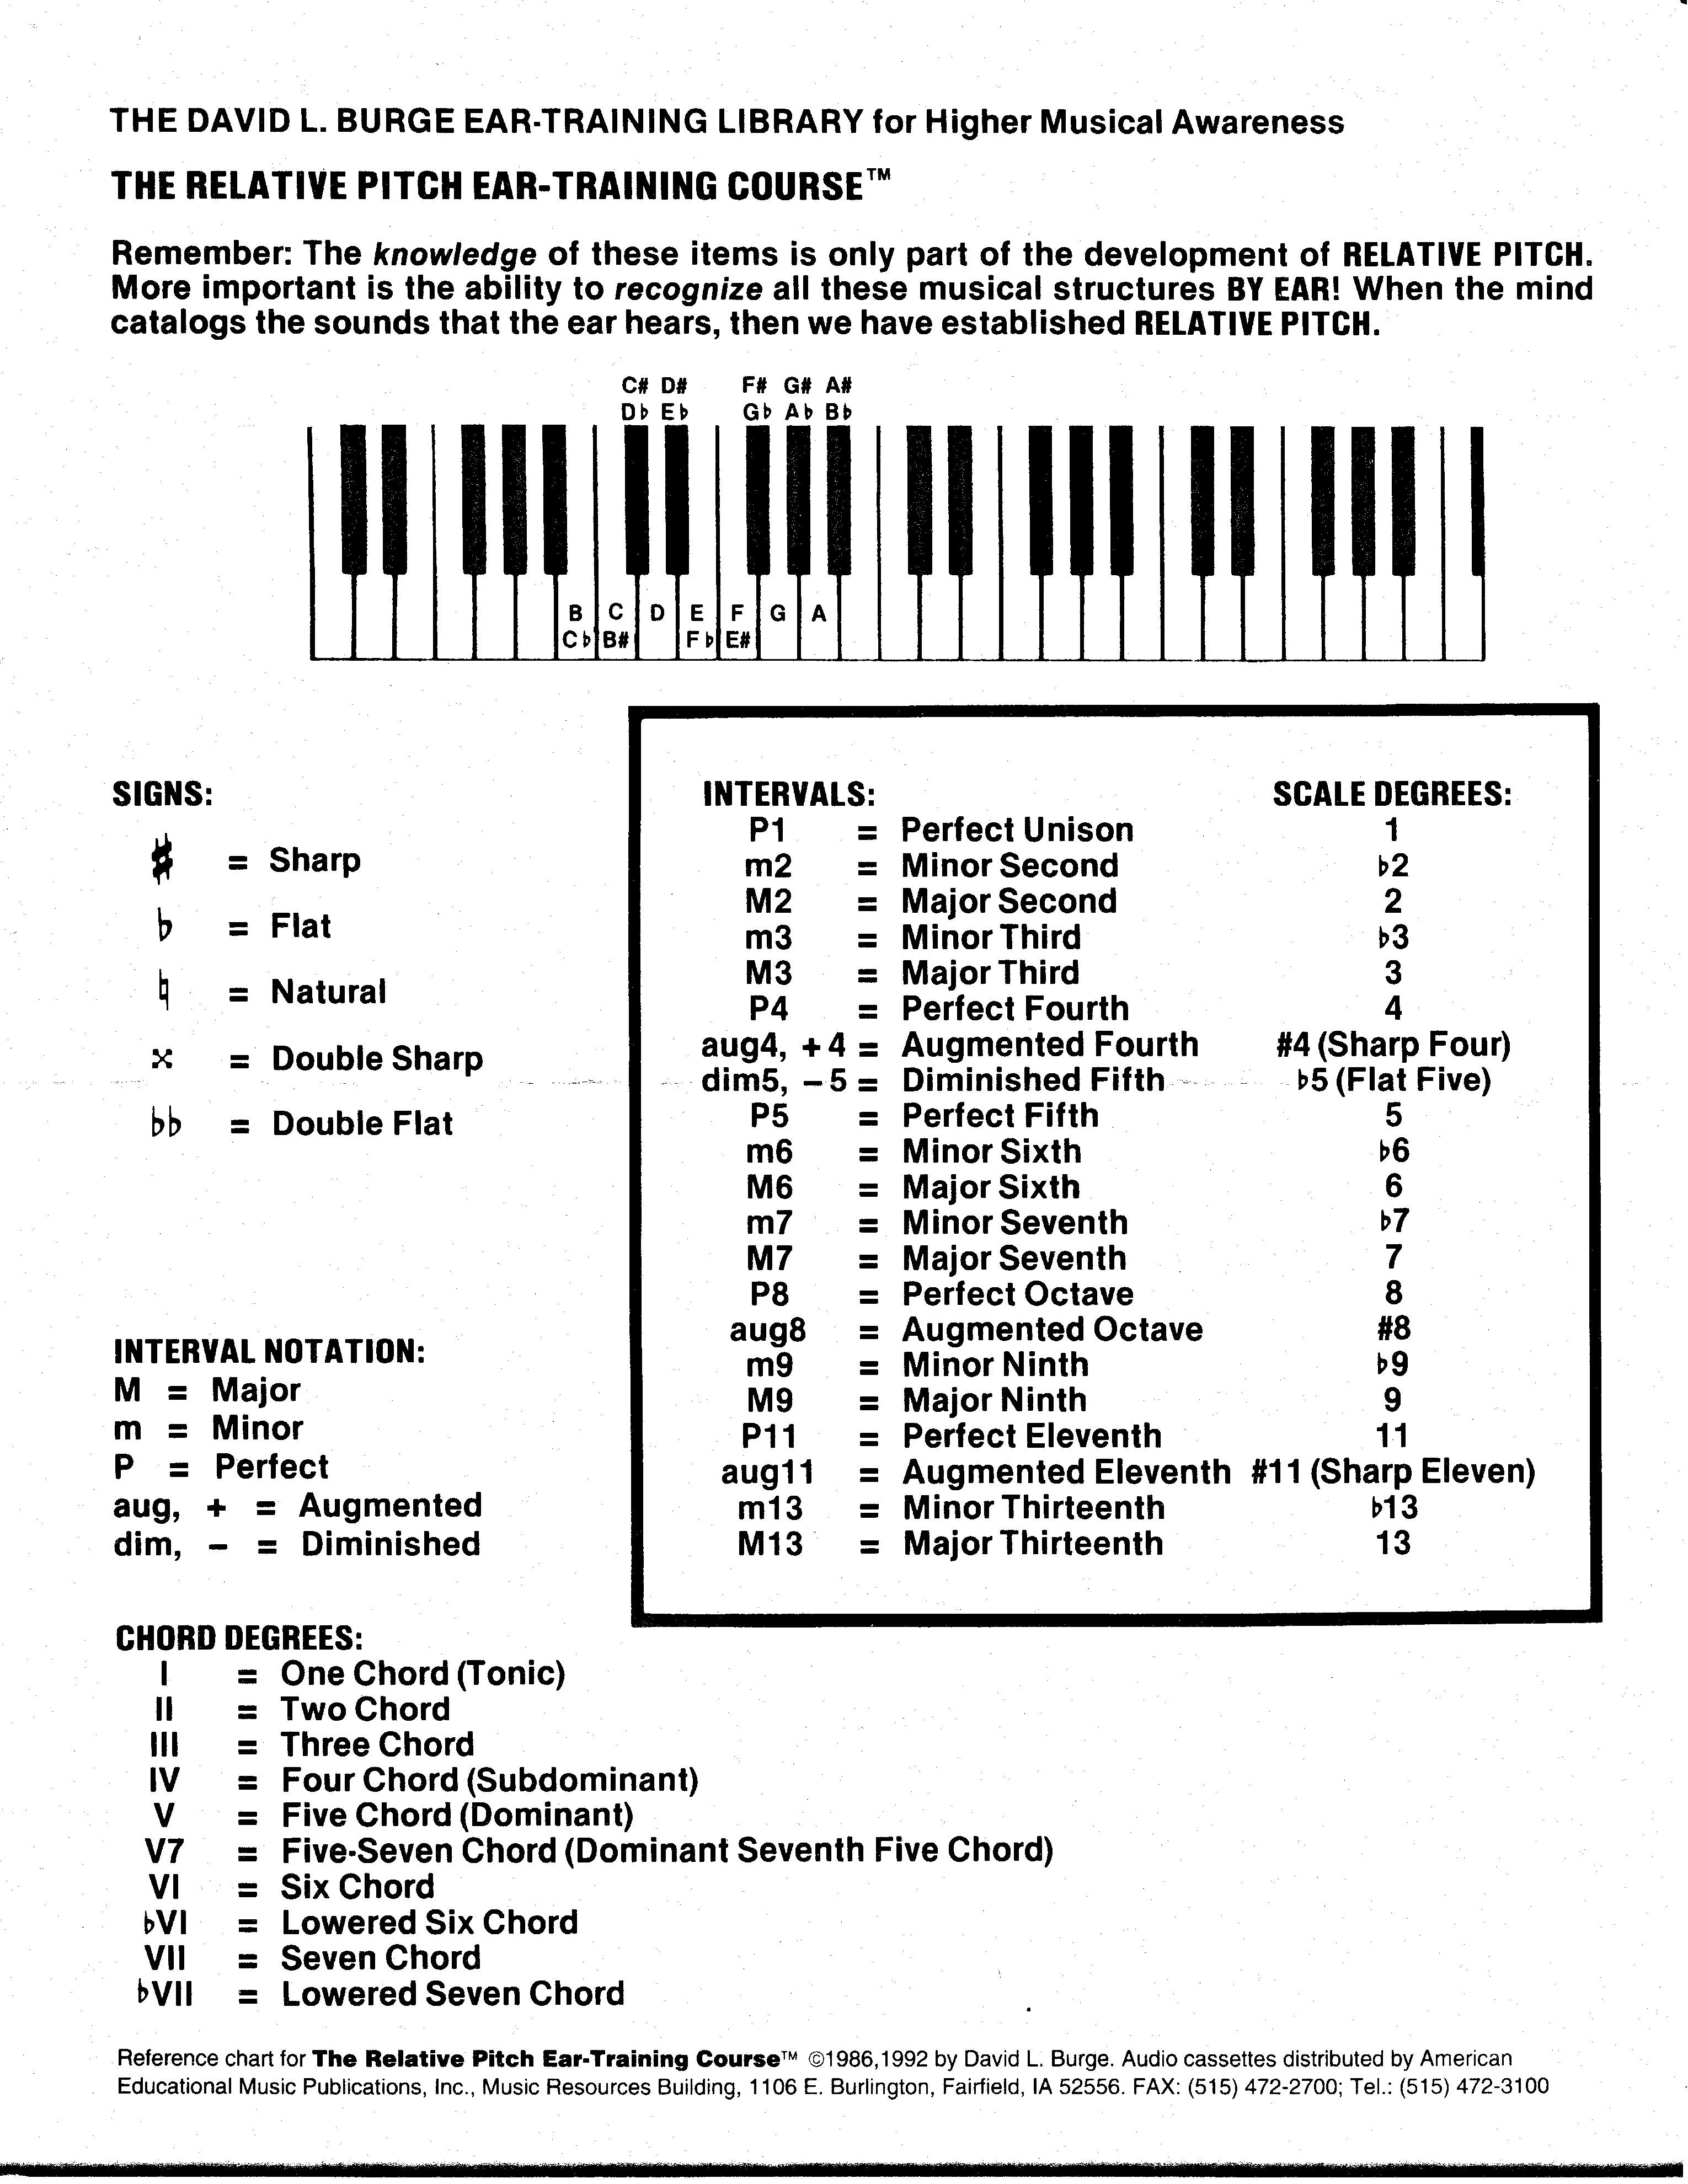 THE DAVID L. BURGE EAR-TRAINING LIBRARY for Higher Musical Awareness
THE RELATIVE PITCH EAR-TRAINING COURSE™
Remember: The knowledge of these items is only part of the development of RELATIVE PITCH.
More important is the ability to recognize all these musical structures BY EAR! When the mind
catalogs the sounds that the ear hears, then we have established RELATIVE PITCH.
C# D# F# G# A#
D♭ E♭ G♭ A♭ B♭
B C D E F G A
C♭ B# F♭ E#
SIGNS:
♯ = Sharp
♭ = Flat
♮ = Natural
𝄪 = Double Sharp
♭♭ = Double Flat
INTERVAL NOTATION:
M = Major
m = Minor
P = Perfect
aug, + = Augmented
dim, − = Diminished
INTERVALS: SCALE DEGREES:
P1 = Perfect Unison 1
m2 = Minor Second ♭2
M2 = Major Second 2
m3 = Minor Third ♭3
M3 = Major Third 3
P4 = Perfect Fourth 4
aug4, +4 = Augmented Fourth #4 (Sharp Four)
dim5, −5 = Diminished Fifth ♭5 (Flat Five)
P5 = Perfect Fifth 5
m6 = Minor Sixth ♭6
M6 = Major Sixth 6
m7 = Minor Seventh ♭7
M7 = Major Seventh 7
P8 = Perfect Octave 8
aug8 = Augmented Octave #8
m9 = Minor Ninth ♭9
M9 = Major Ninth 9
P11 = Perfect Eleventh 11
aug11 = Augmented Eleventh #11 (Sharp Eleven)
m13 = Minor Thirteenth ♭13
M13 = Major Thirteenth 13
CHORD DEGREES:
I = One Chord (Tonic)
II = Two Chord
III = Three Chord
IV = Four Chord (Subdominant)
V = Five Chord (Dominant)
V7 = Five-Seven Chord (Dominant Seventh Five Chord)
VI = Six Chord
♭VI = Lowered Six Chord
VII = Seven Chord
♭VII = Lowered Seven Chord
Reference chart for The Relative Pitch Ear-Training Course™ ©1986,1992 by David L. Burge. Audio cassettes distributed by American
Educational Music Publications, Inc., Music Resources Building, 1106 E. Burlington, Fairfield, IA 52556. FAX: (515) 472-2700; Tel.: (515) 472-3100